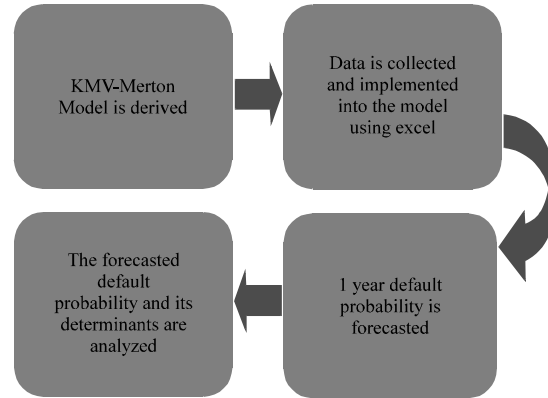 KMV-Merton
Model is derived
Data is collected
and implemented
into the model
using excel
1 year default
probability is
forecasted
The forecasted
default
probability and its
determinants are
analyzed